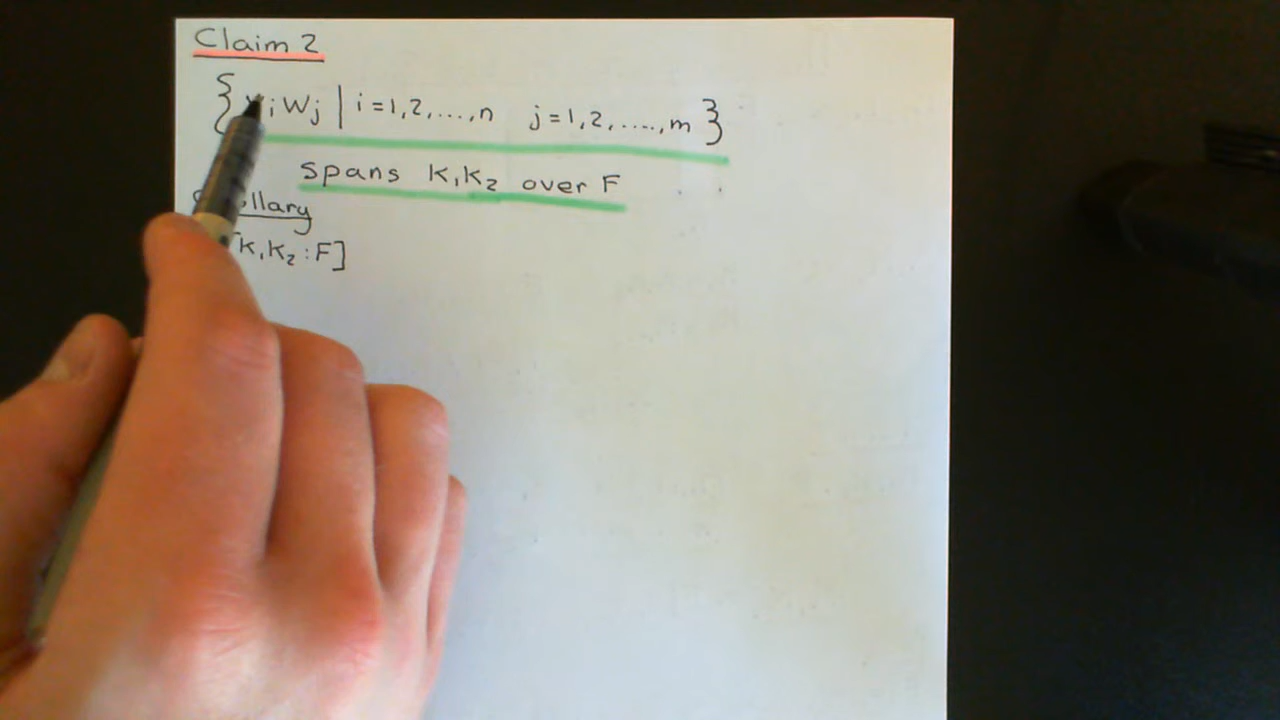 Claim 2
{ iWj | i=1,2,...,n j=1,2,.....,m }
spans K1K2 over F
llary
K1K2:F]